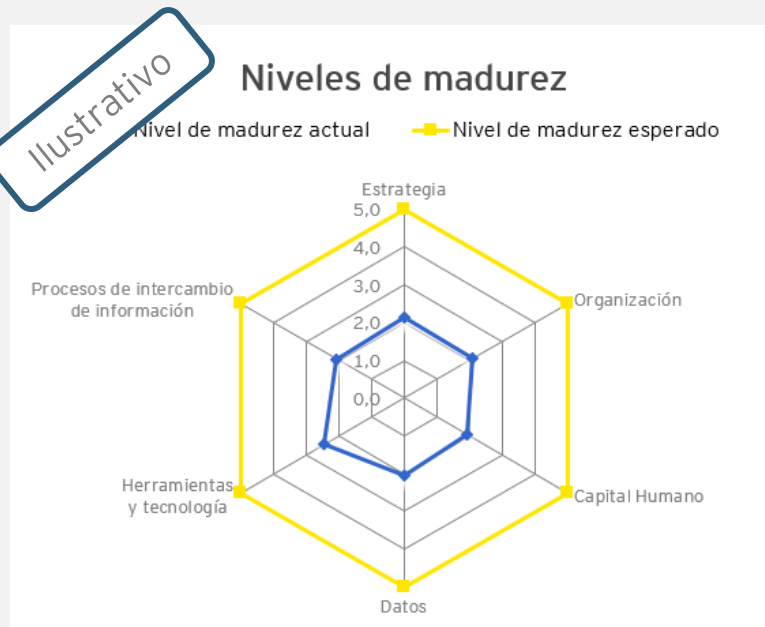 Ilustrativo
Niveles de madurez
Nivel de madurez actual
Nivel de madurez esperado
Estrategia
5,0
4,0
3,0
2,0
1,0
0,0
Procesos de intercambio
de información
Organización
Herramientas
y tecnología
Capital Humano
Datos